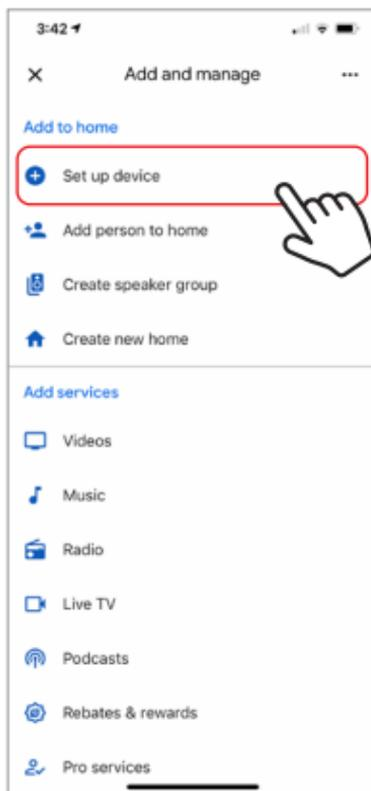 3:42
Add and manage
Add to home
Set up device
Add person to home
Create speaker group
Create new home
Add services
Videos
Music
Radio
Live TV
Podcasts
Rebates & rewards
Pro services